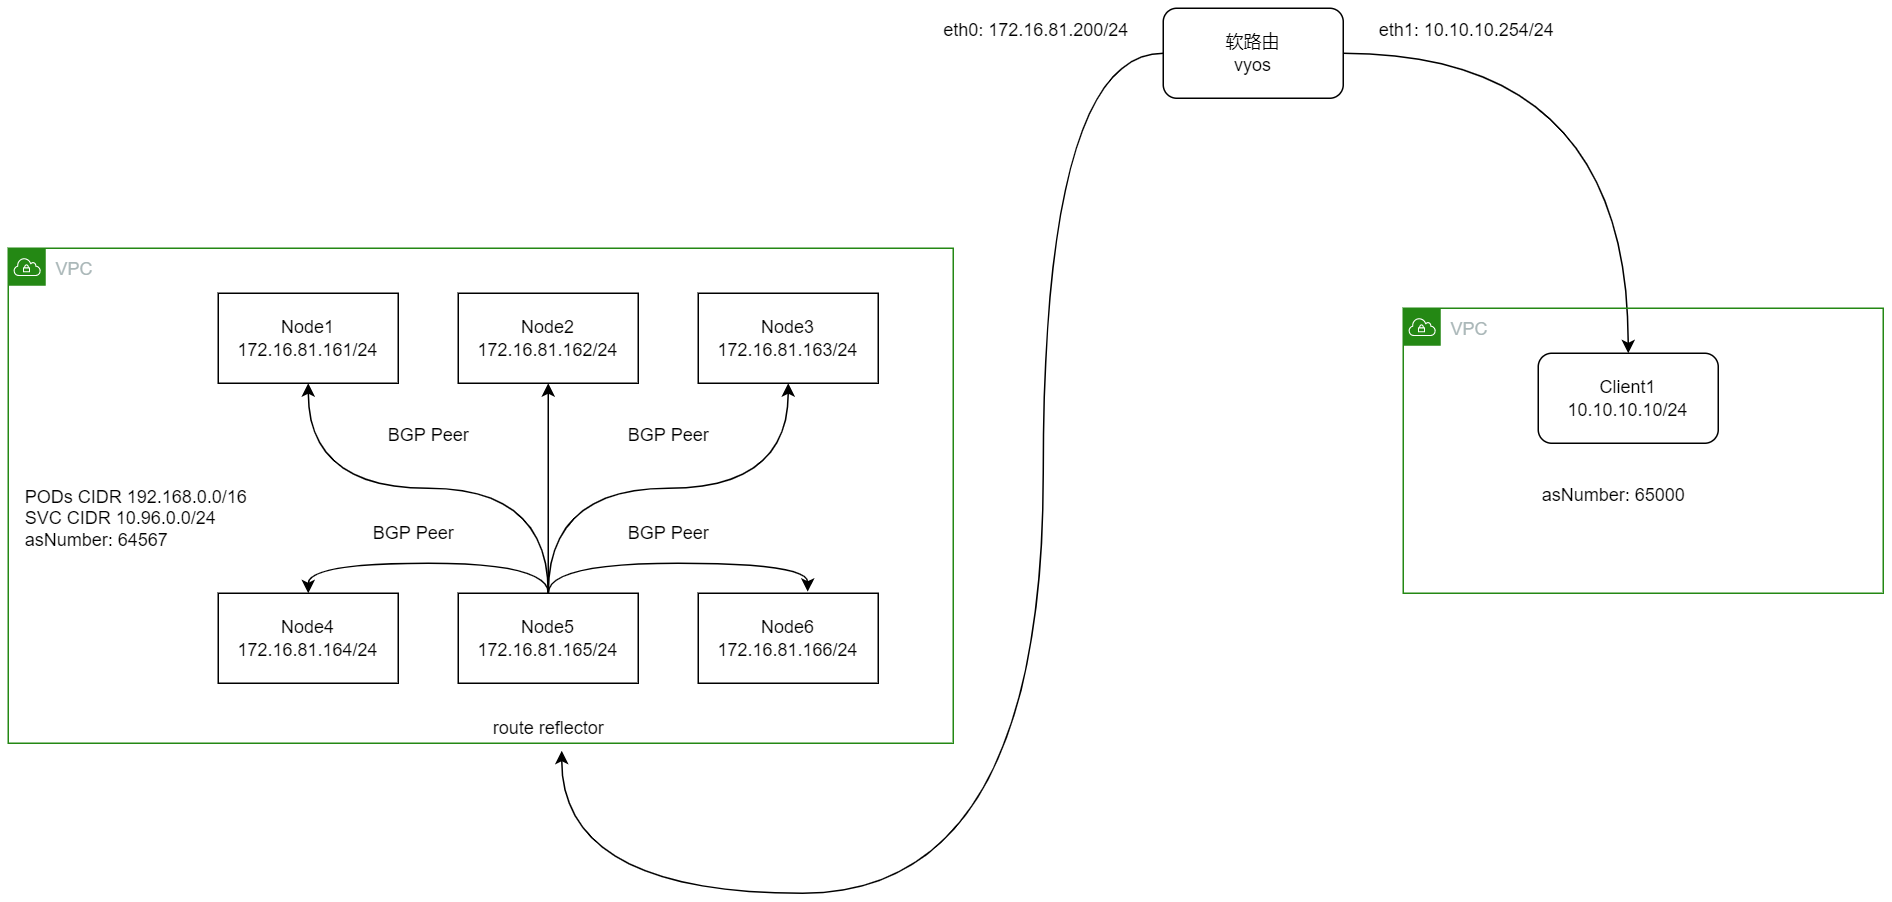 eth0: 172.16.81.200/24
软路由
vyos
eth1: 10.10.10.254/24
VPC
Node1
172.16.81.161/24
Node2
172.16.81.162/24
Node3
172.16.81.163/24
BGP Peer
BGP Peer
PODs CIDR 192.168.0.0/16
SVC CIDR 10.96.0.0/24
asNumber: 64567
BGP Peer
BGP Peer
Node4
172.16.81.164/24
Node5
172.16.81.165/24
Node6
172.16.81.166/24
route reflector
VPC
Client1
10.10.10.10/24
asNumber: 65000